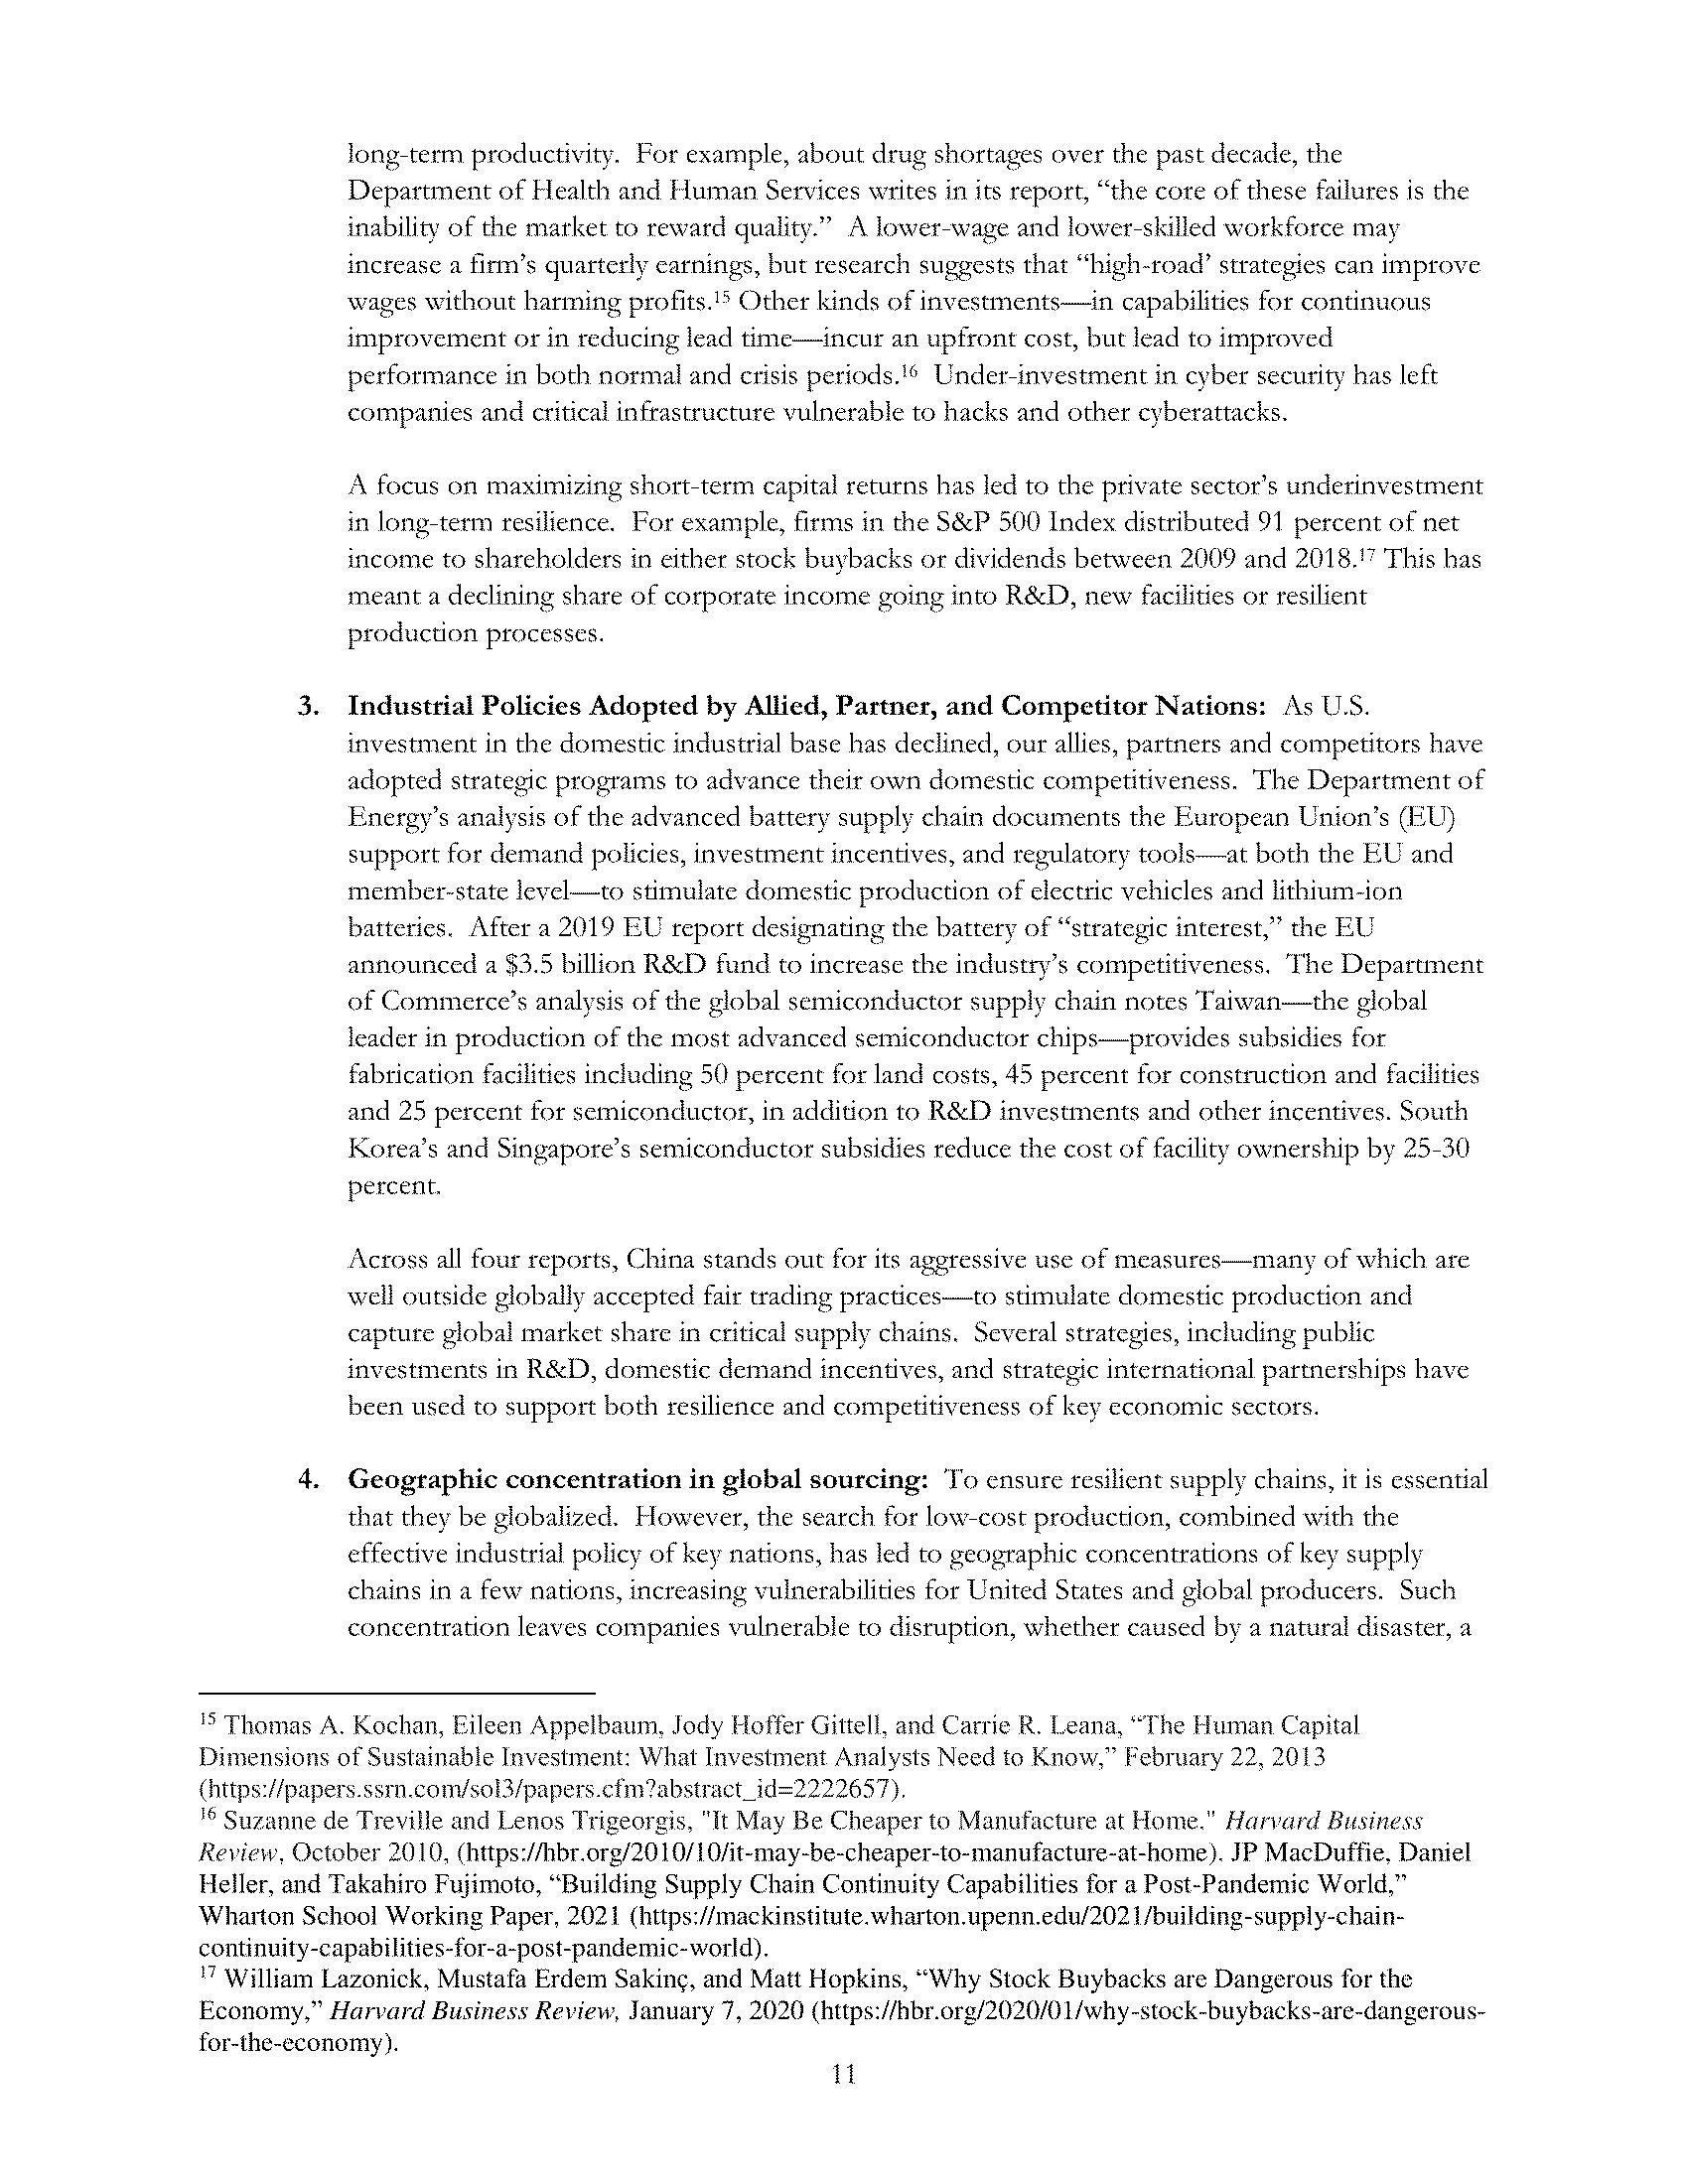 long-term productivity.  For example, about drug shortages over the past decade, the
Department of Health and Human Services writes in its report, “the core of these failures is the
inability of the market to reward quality.”  A lower-wage and lower-skilled workforce may
increase a firm’s quarterly earnings, but research suggests that “high-road’ strategies can improve
wages without harming profits.¹⁵ Other kinds of investments—in capabilities for continuous
improvement or in reducing lead time—incur an upfront cost, but lead to improved
performance in both normal and crisis periods.¹⁶  Under-investment in cyber security has left
companies and critical infrastructure vulnerable to hacks and other cyberattacks.
A focus on maximizing short-term capital returns has led to the private sector’s underinvestment
in long-term resilience.  For example, firms in the S&P 500 Index distributed 91 percent of net
income to shareholders in either stock buybacks or dividends between 2009 and 2018.¹⁷ This has
meant a declining share of corporate income going into R&D, new facilities or resilient
production processes.
3. Industrial Policies Adopted by Allied, Partner, and Competitor Nations:  As U.S.
investment in the domestic industrial base has declined, our allies, partners and competitors have
adopted strategic programs to advance their own domestic competitiveness.  The Department of
Energy’s analysis of the advanced battery supply chain documents the European Union’s (EU)
support for demand policies, investment incentives, and regulatory tools—at both the EU and
member-state level—to stimulate domestic production of electric vehicles and lithium-ion
batteries.  After a 2019 EU report designating the battery of “strategic interest,” the EU
announced a $3.5 billion R&D fund to increase the industry’s competitiveness.  The Department
of Commerce’s analysis of the global semiconductor supply chain notes Taiwan—the global
leader in production of the most advanced semiconductor chips—provides subsidies for
fabrication facilities including 50 percent for land costs, 45 percent for construction and facilities
and 25 percent for semiconductor, in addition to R&D investments and other incentives. South
Korea’s and Singapore’s semiconductor subsidies reduce the cost of facility ownership by 25-30
percent.
Across all four reports, China stands out for its aggressive use of measures—many of which are
well outside globally accepted fair trading practices—to stimulate domestic production and
capture global market share in critical supply chains.  Several strategies, including public
investments in R&D, domestic demand incentives, and strategic international partnerships have
been used to support both resilience and competitiveness of key economic sectors.
4. Geographic concentration in global sourcing:  To ensure resilient supply chains, it is essential
that they be globalized.  However, the search for low-cost production, combined with the
effective industrial policy of key nations, has led to geographic concentrations of key supply
chains in a few nations, increasing vulnerabilities for United States and global producers.  Such
concentration leaves companies vulnerable to disruption, whether caused by a natural disaster, a
¹⁵ Thomas A. Kochan, Eileen Appelbaum, Jody Hoffer Gittell, and Carrie R. Leana, “The Human Capital
Dimensions of Sustainable Investment: What Investment Analysts Need to Know,” February 22, 2013
(https://papers.ssrn.com/sol3/papers.cfm?abstract_id=2222657).
¹⁶ Suzanne de Treville and Lenos Trigeorgis, "It May Be Cheaper to Manufacture at Home." Harvard Business
Review, October 2010, (https://hbr.org/2010/10/it-may-be-cheaper-to-manufacture-at-home). JP MacDuffie, Daniel
Heller, and Takahiro Fujimoto, “Building Supply Chain Continuity Capabilities for a Post-Pandemic World,”
Wharton School Working Paper, 2021 (https://mackinstitute.wharton.upenn.edu/2021/building-supply-chain-
continuity-capabilities-for-a-post-pandemic-world).
¹⁷ William Lazonick, Mustafa Erdem Sakinç, and Matt Hopkins, “Why Stock Buybacks are Dangerous for the
Economy,” Harvard Business Review, January 7, 2020 (https://hbr.org/2020/01/why-stock-buybacks-are-dangerous-
for-the-economy).
11